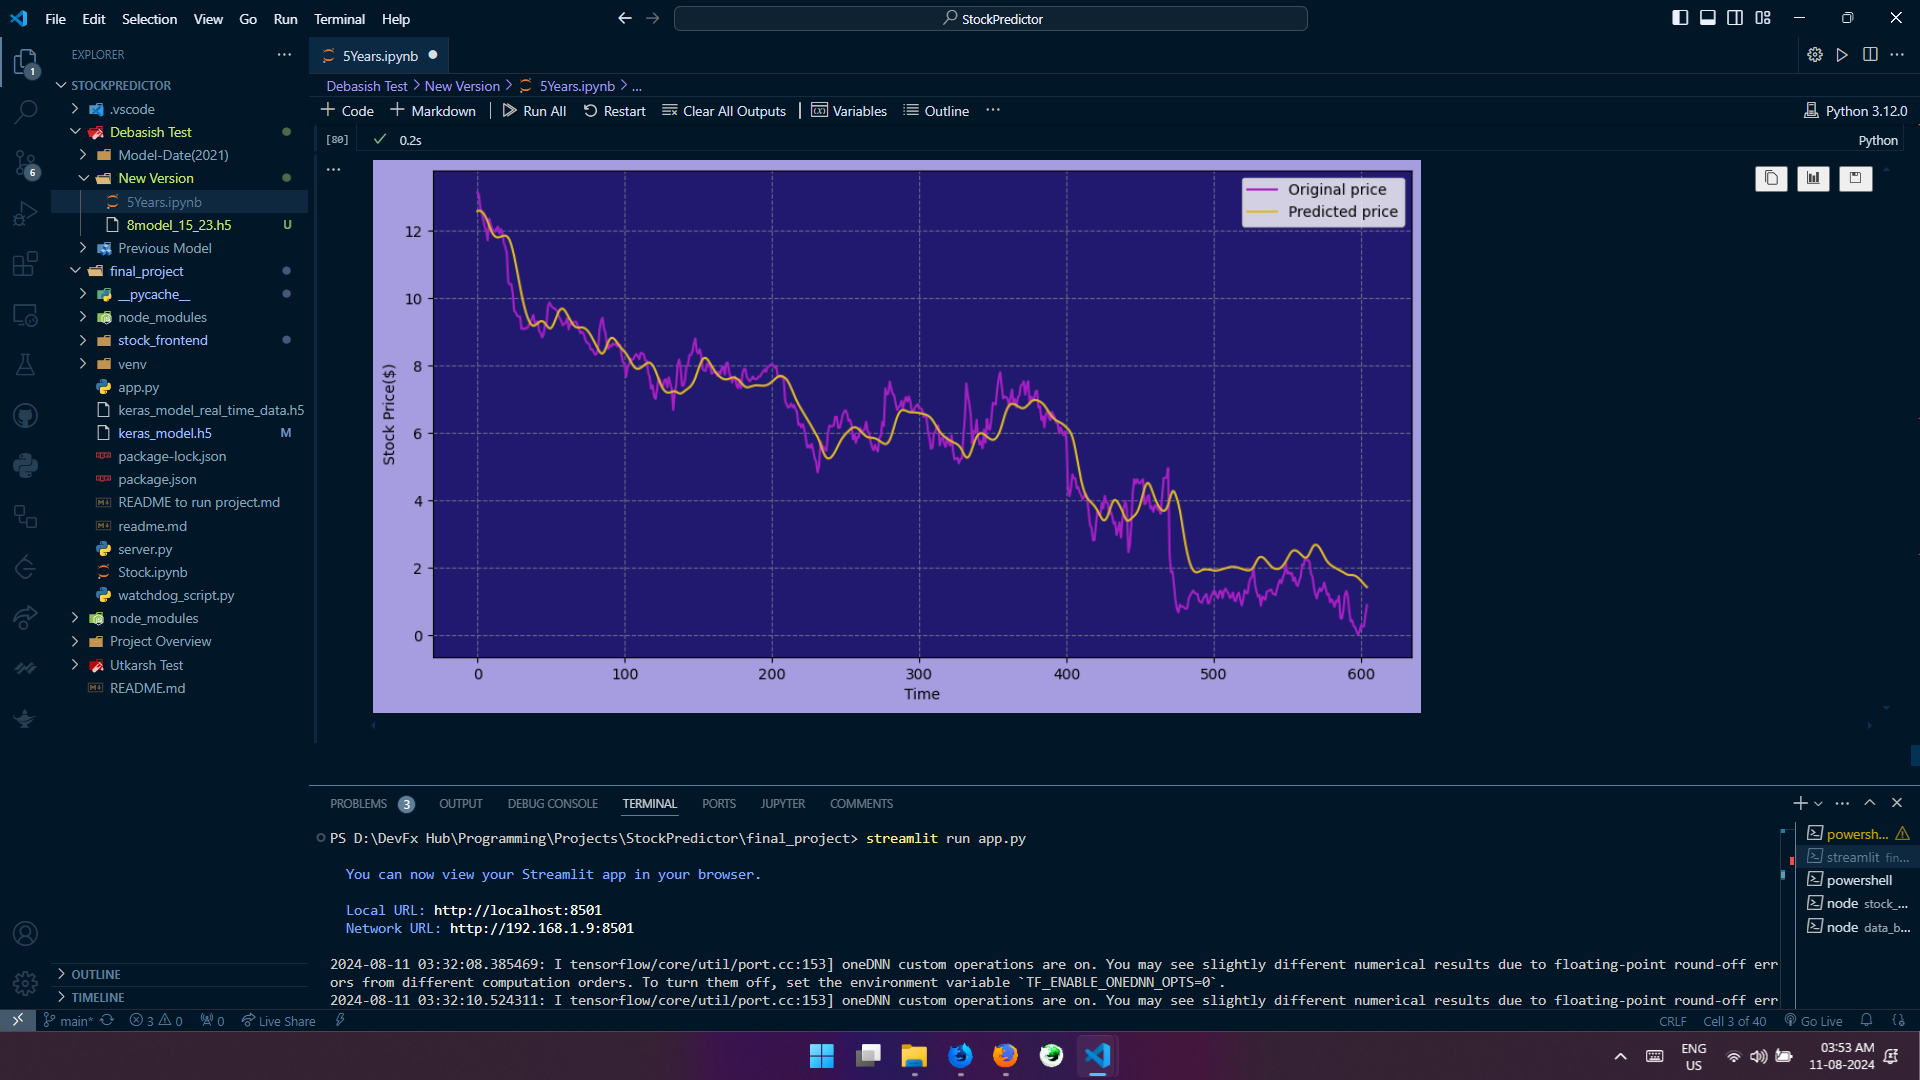 File Edit Selection View Go Run Terminal Help
StockPredictor
EXPLORER
1
6
STOCKPREDICTOR
.vscode
Debasish Test
Model-Date(2021)
New Version
5Years.ipynb
8model_15_23.h5 U
Previous Model
final_project
__pycache__
node_modules
stock_frontend
venv
app.py
keras_model_real_time_data.h5
keras_model.h5 M
package-lock.json
package.json
README to run project.md
readme.md
server.py
Stock.ipynb
watchdog_script.py
node_modules
Project Overview
Utkarsh Test
README.md
OUTLINE
TIMELINE
5Years.ipynb
Debasish Test > New Version > 5Years.ipynb > ...
+ Code + Markdown | Run All Restart Clear All Outputs | Variables Outline ...
Python 3.12.0
[80] 0.2s
Python
Original price
Predicted price
Stock Price($)
12
10
8
6
4
2
0
0 100 200 300 400 500 600
Time
PROBLEMS 3 OUTPUT DEBUG CONSOLE TERMINAL PORTS JUPYTER COMMENTS
PS D:\DevFx Hub\Programming\Projects\StockPredictor\final_project> streamlit run app.py
You can now view your Streamlit app in your browser.
Local URL: http://localhost:8501
Network URL: http://192.168.1.9:8501
2024-08-11 03:32:08.385469: I tensorflow/core/util/port.cc:153] oneDNN custom operations are on. You may see slightly different numerical results due to floating-point round-off err
ors from different computation orders. To turn them off, set the environment variable `TF_ENABLE_ONEDNN_OPTS=0`.
2024-08-11 03:32:10.524311: I tensorflow/core/util/port.cc:153] oneDNN custom operations are on. You may see slightly different numerical results due to floating-point round-off err
powersh...
streamlit fin...
powershell
node stock_...
node data_b...
main* 3 0 0 Live Share
CRLF Cell 3 of 40 Go Live
ENG
US
03:53 AM
11-08-2024